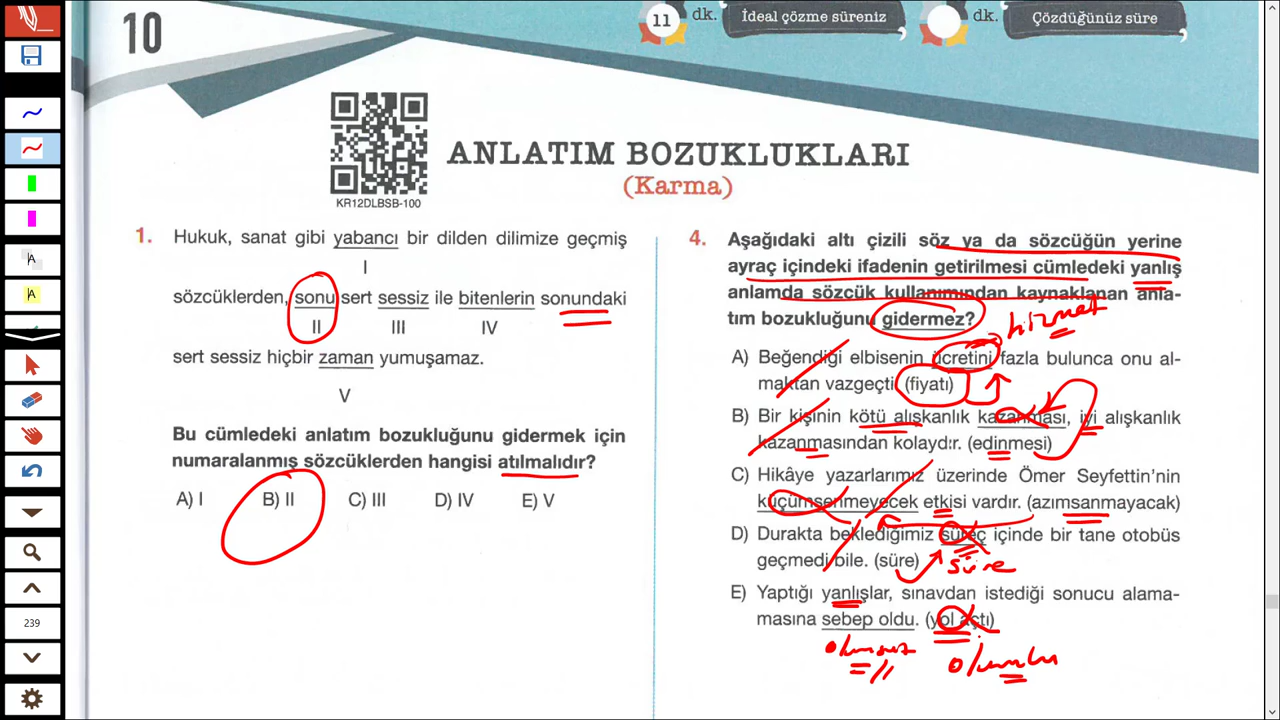 10
11 dk. İdeal çözme süreniz
dk. Çözdüğünüz süre
KR12DLBSB-100
ANLATIM BOZUKLUKLARI
(Karma)
1. Hukuk, sanat gibi yabancı bir dilden dilimize geçmiş
I
sözcüklerden, sonu sert sessiz ile bitenlerin sonundaki
II III IV
sert sessiz hiçbir zaman yumuşamaz.
V
Bu cümledeki anlatım bozukluğunu gidermek için
numaralanmış sözcüklerden hangisi atılmalıdır?
A) I B) II C) III D) IV E) V
4. Aşağıdaki altı çizili söz ya da sözcüğün yerine
ayraç içindeki ifadenin getirilmesi cümledeki yanlış
anlamda sözcük kullanımından kaynaklanan anla-
tım bozukluğunu gidermez?
hizmet
A) Beğendiği elbisenin ücretini fazla bulunca onu al-
maktan vazgeçti. (fiyatı)
B) Bir kişinin kötü alışkanlık kazanması, iyi alışkanlık
kazanmasından kolaydır. (edinmesi)
C) Hikâye yazarlarımız üzerinde Ömer Seyfettin'nin
küçümsenmeyecek etkisi vardır. (azımsanmayacak)
D) Durakta beklediğimiz süreç içinde bir tane otobüs
geçmedi bile. (süre)
süre
E) Yaptığı yanlışlar, sınavdan istediği sonucu alama-
masına sebep oldu. (yol açtı)
olumsuz
olumlu
A
A
239